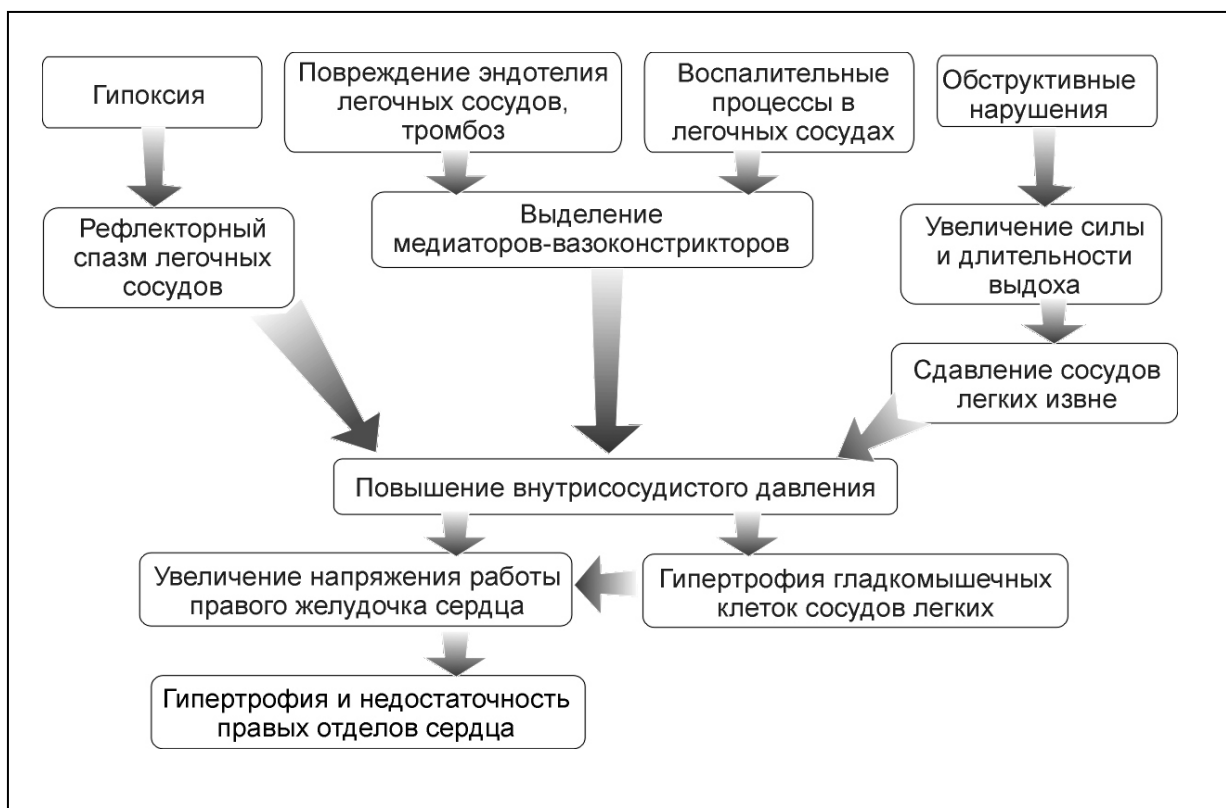 Гипоксия
Повреждение эндотелия
легочных сосудов,
тромбоз
Воспалительные
процессы в
легочных сосудах
Обструктивные
нарушения
Рефлекторный
спазм легочных
сосудов
Выделение
медиаторов-вазоконстрикторов
Увеличение силы
и длительности
выдоха
Сдавление сосудов
легких извне
Повышение внутрисосудистого давления
Увеличение напряжения работы
правого желудочка сердца
Гипертрофия гладкомышечных
клеток сосудов легких
Гипертрофия и недостаточность
правых отделов сердца